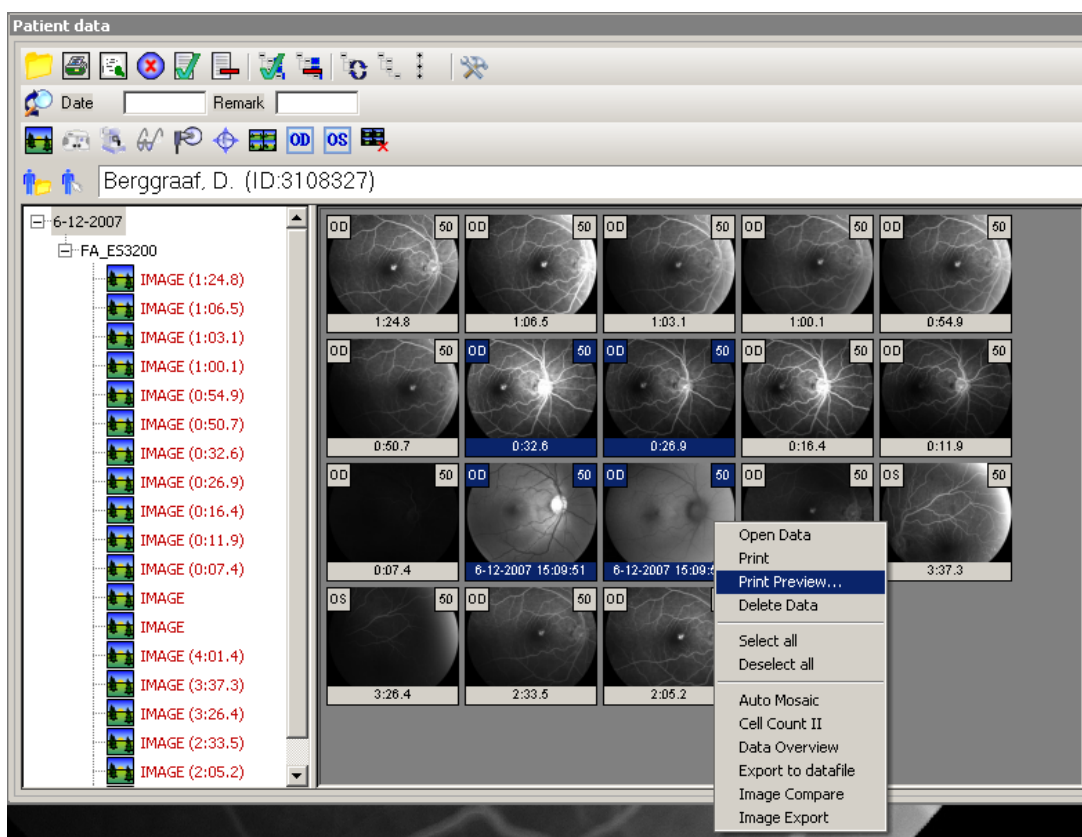 Patient data
Date Remark
OD OS
Berggraaf, D. (ID:3108327)
6-12-2007
FA_ES3200
IMAGE (1:24.8)
IMAGE (1:06.5)
IMAGE (1:03.1)
IMAGE (1:00.1)
IMAGE (0:54.9)
IMAGE (0:50.7)
IMAGE (0:32.6)
IMAGE (0:26.9)
IMAGE (0:16.4)
IMAGE (0:11.9)
IMAGE (0:07.4)
IMAGE
IMAGE
IMAGE (4:01.4)
IMAGE (3:37.3)
IMAGE (3:26.4)
IMAGE (2:33.5)
IMAGE (2:05.2)
OD 50 OD 50 OD 50 OD 50 OD 50
1:24.8 1:06.5 1:03.1 1:00.1 0:54.9
OD 50 OD 50 OD 50 OD 50 OD 50
0:50.7 0:32.6 0:26.9 0:16.4 0:11.9
OD 50 OD 50 OD 50 OD 50 OS 50
0:07.4 6-12-2007 15:09:51 6-12-2007 15:09: 3:37.3
OS 50 OD 50 OD
3:26.4 2:33.5 2:05.2
Open Data
Print
Print Preview...
Delete Data
Select all
Deselect all
Auto Mosaic
Cell Count II
Data Overview
Export to datafile
Image Compare
Image Export